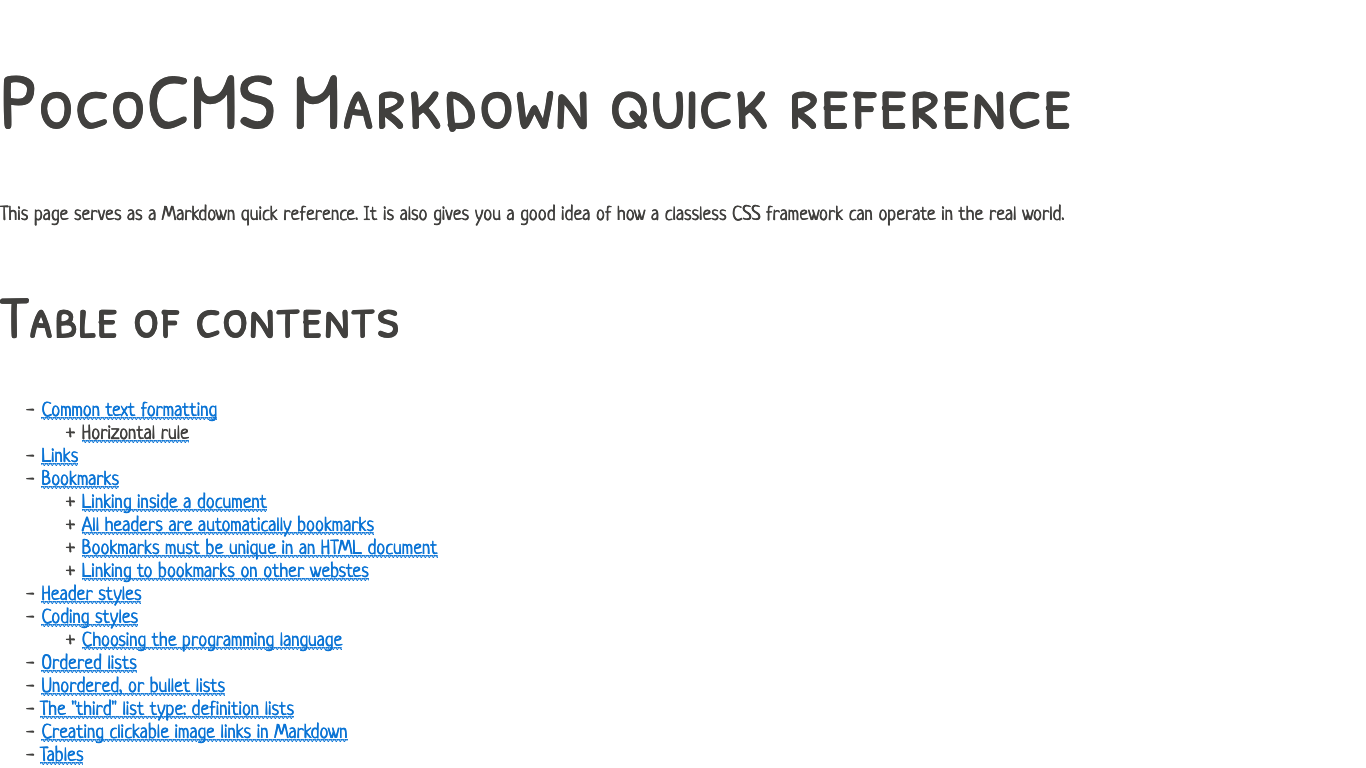 PocoCMS Markdown quick reference
This page serves as a Markdown quick reference. It is also gives you a good idea of how a classless CSS framework can operate in the real world.
Table of contents
- Common text formatting
+ Horizontal rule
- Links
- Bookmarks
+ Linking inside a document
+ All headers are automatically bookmarks
+ Bookmarks must be unique in an HTML document
+ Linking to bookmarks on other webstes
- Header styles
- Coding styles
+ Choosing the programming language
- Ordered lists
- Unordered, or bullet lists
- The "third" list type: definition lists
- Creating clickable image links in Markdown
- Tables